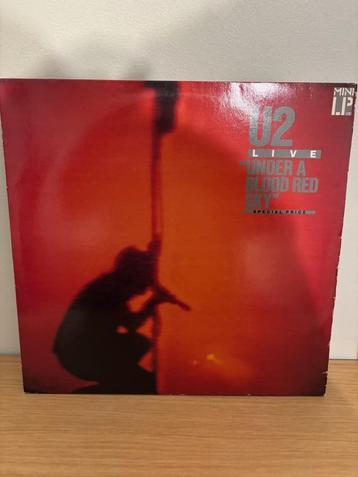 MINI
LP
U2
LIVE
"UNDER A
BLOOD RED
SKY"
SPECIAL PRICE